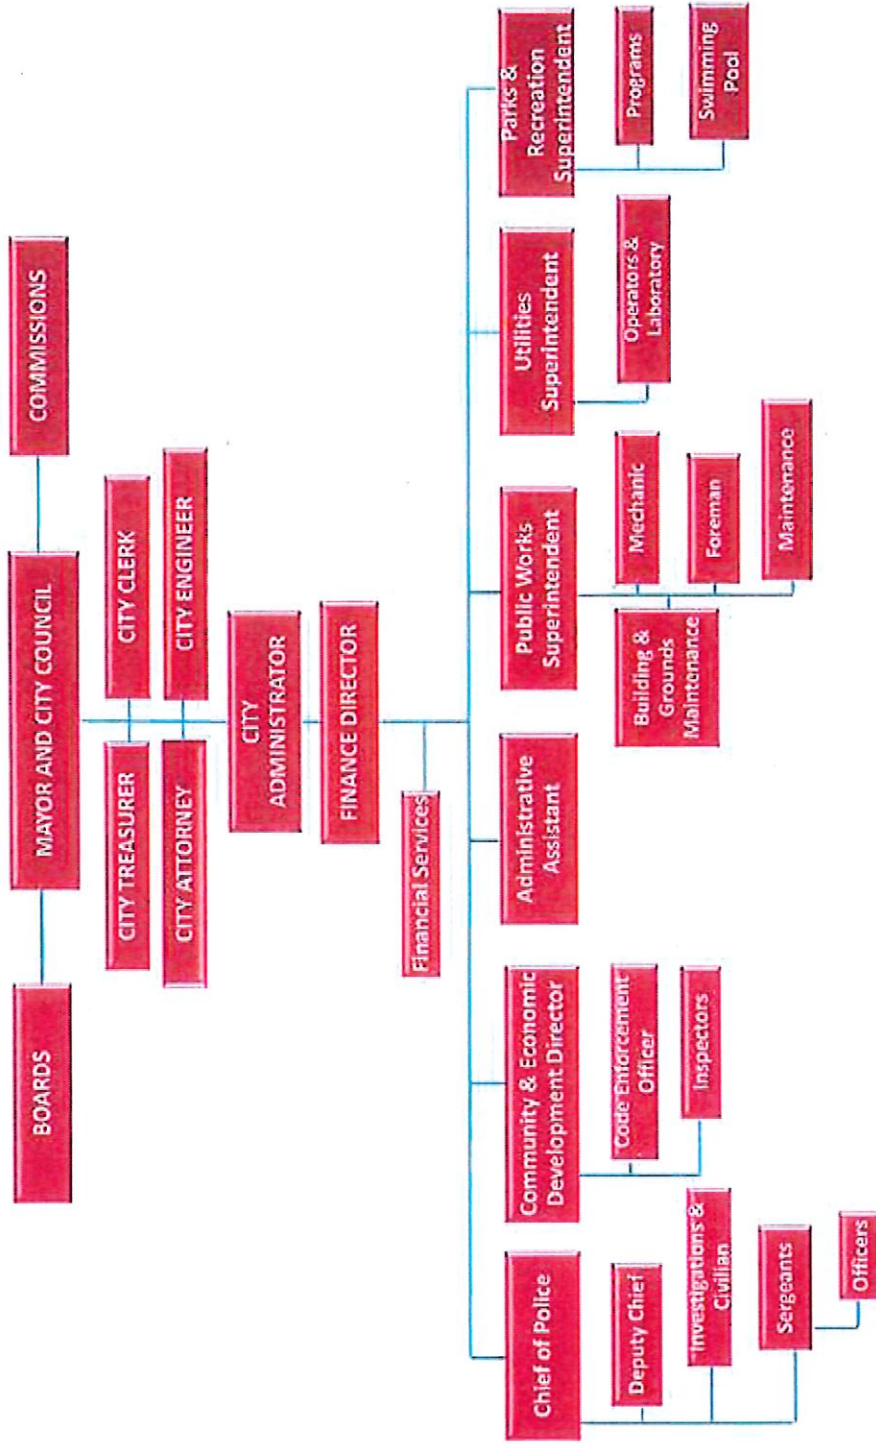 BOARDS
MAYOR AND CITY COUNCIL
COMMISSIONS
CITY TREASURER
CITY CLERK
CITY ATTORNEY
CITY ENGINEER
CITY
ADMINISTRATOR
FINANCE DIRECTOR
Financial Services
Chief of Police
Deputy Chief
Investigations &
Civilian
Sergeants
Officers
Community & Economic
Development Director
Code Enforcement
Officer
Inspectors
Administrative
Assistant
Public Works
Superintendent
Mechanic
Building &
Grounds
Maintenance
Foreman
Maintenance
Utilities
Superintendent
Operators &
Laboratory
Parks &
Recreation
Superintendent
Programs
Swimming
Pool